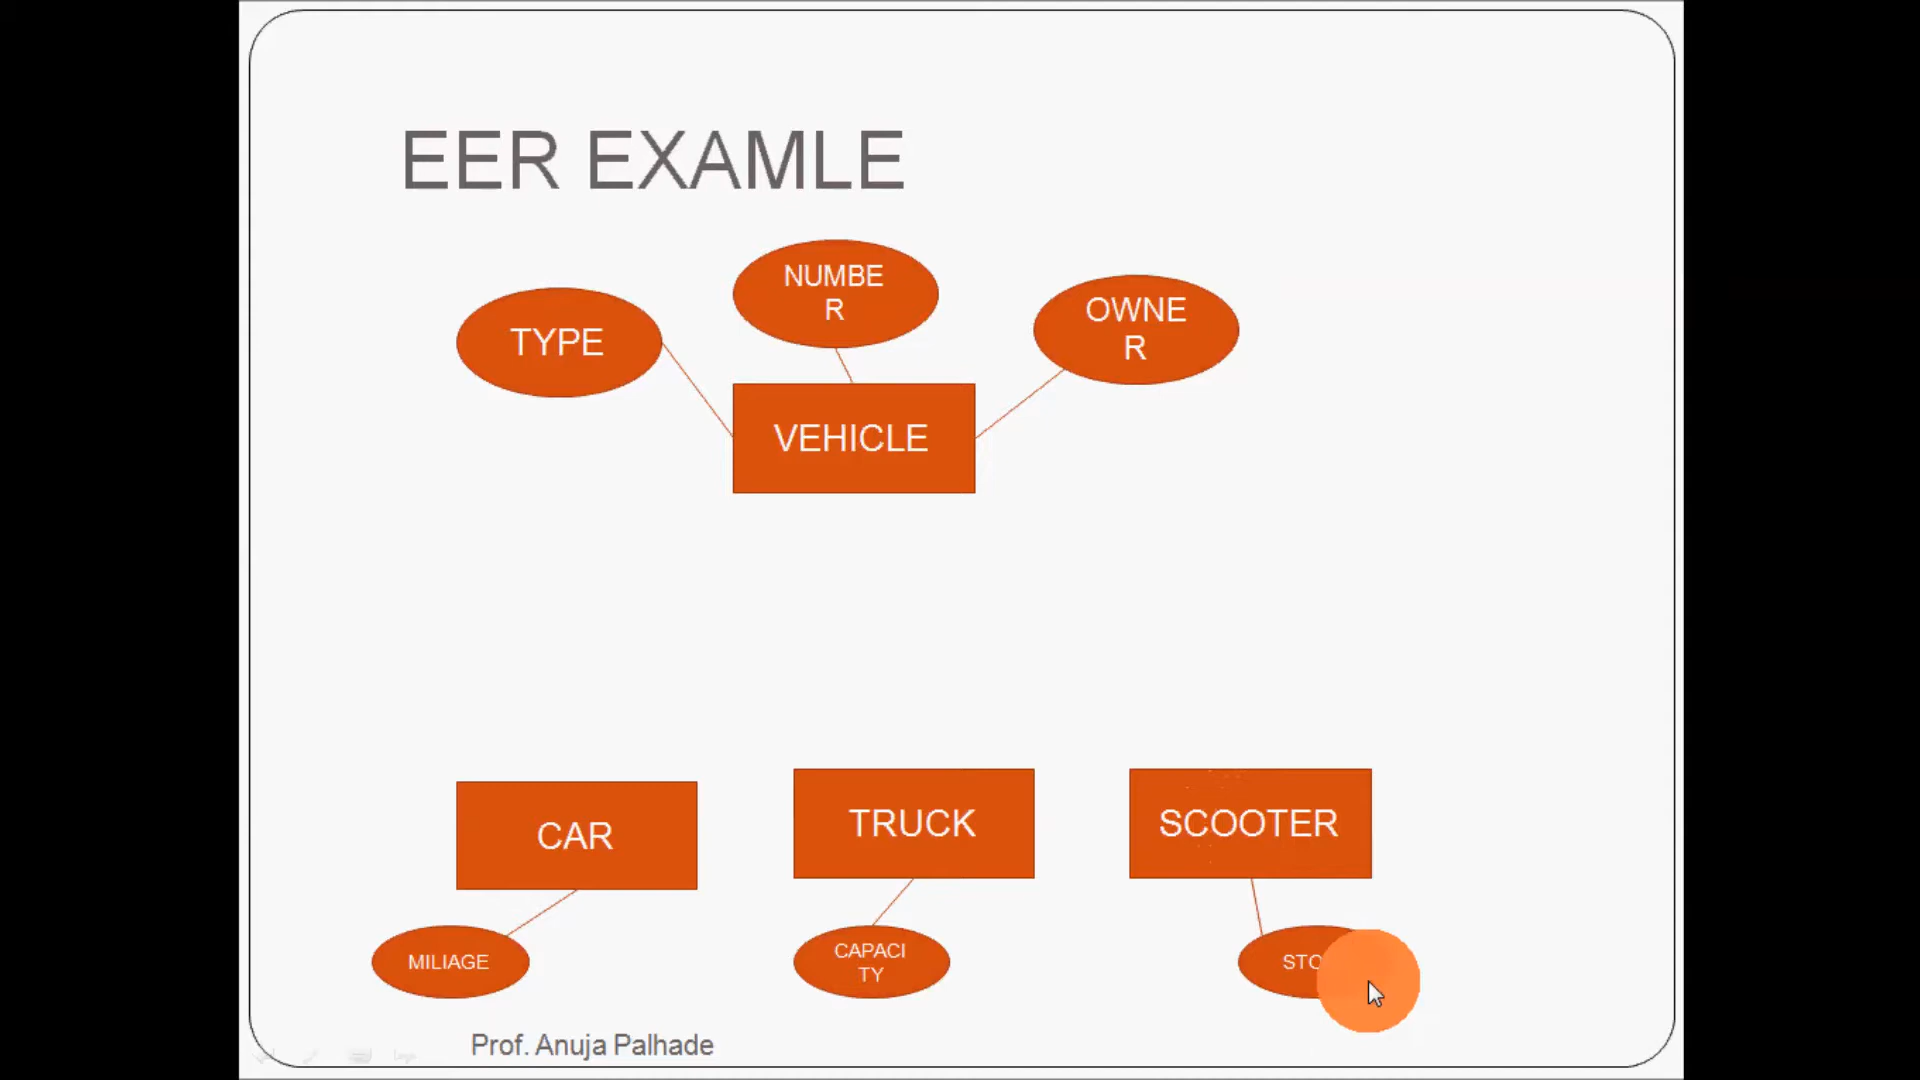 EER EXAMLE
NUMBE
R
OWNE
R
TYPE
VEHICLE
CAR
TRUCK
SCOOTER
MILIAGE
CAPACI
TY
Prof. Anuja Palhade